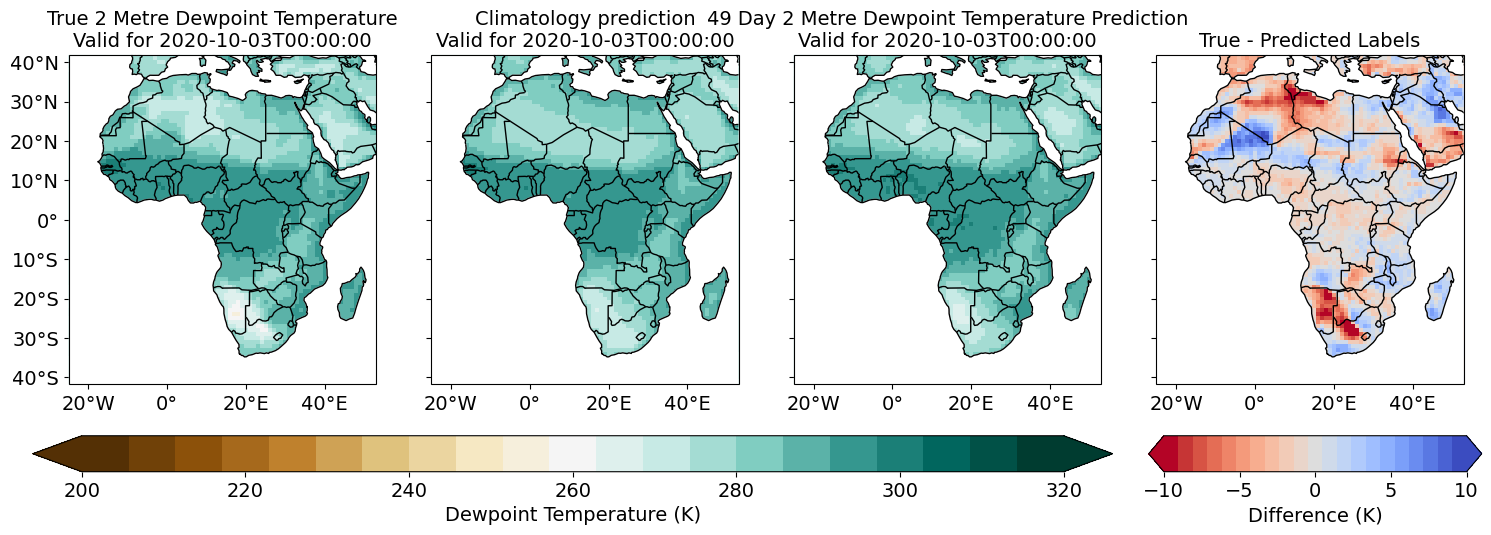 True 2 Metre Dewpoint Temperature
Valid for 2020-10-03T00:00:00
Climatology prediction  49 Day 2 Metre Dewpoint Temperature Prediction
Valid for 2020-10-03T00:00:00
Valid for 2020-10-03T00:00:00
True - Predicted Labels
40°N
30°N
20°N
10°N
0°
10°S
20°S
30°S
40°S
20°W 0° 20°E 40°E
20°W 0° 20°E 40°E
20°W 0° 20°E 40°E
20°W 0° 20°E 40°E
200 220 240 260 280 300 320
Dewpoint Temperature (K)
−10 −5 0 5 10
Difference (K)